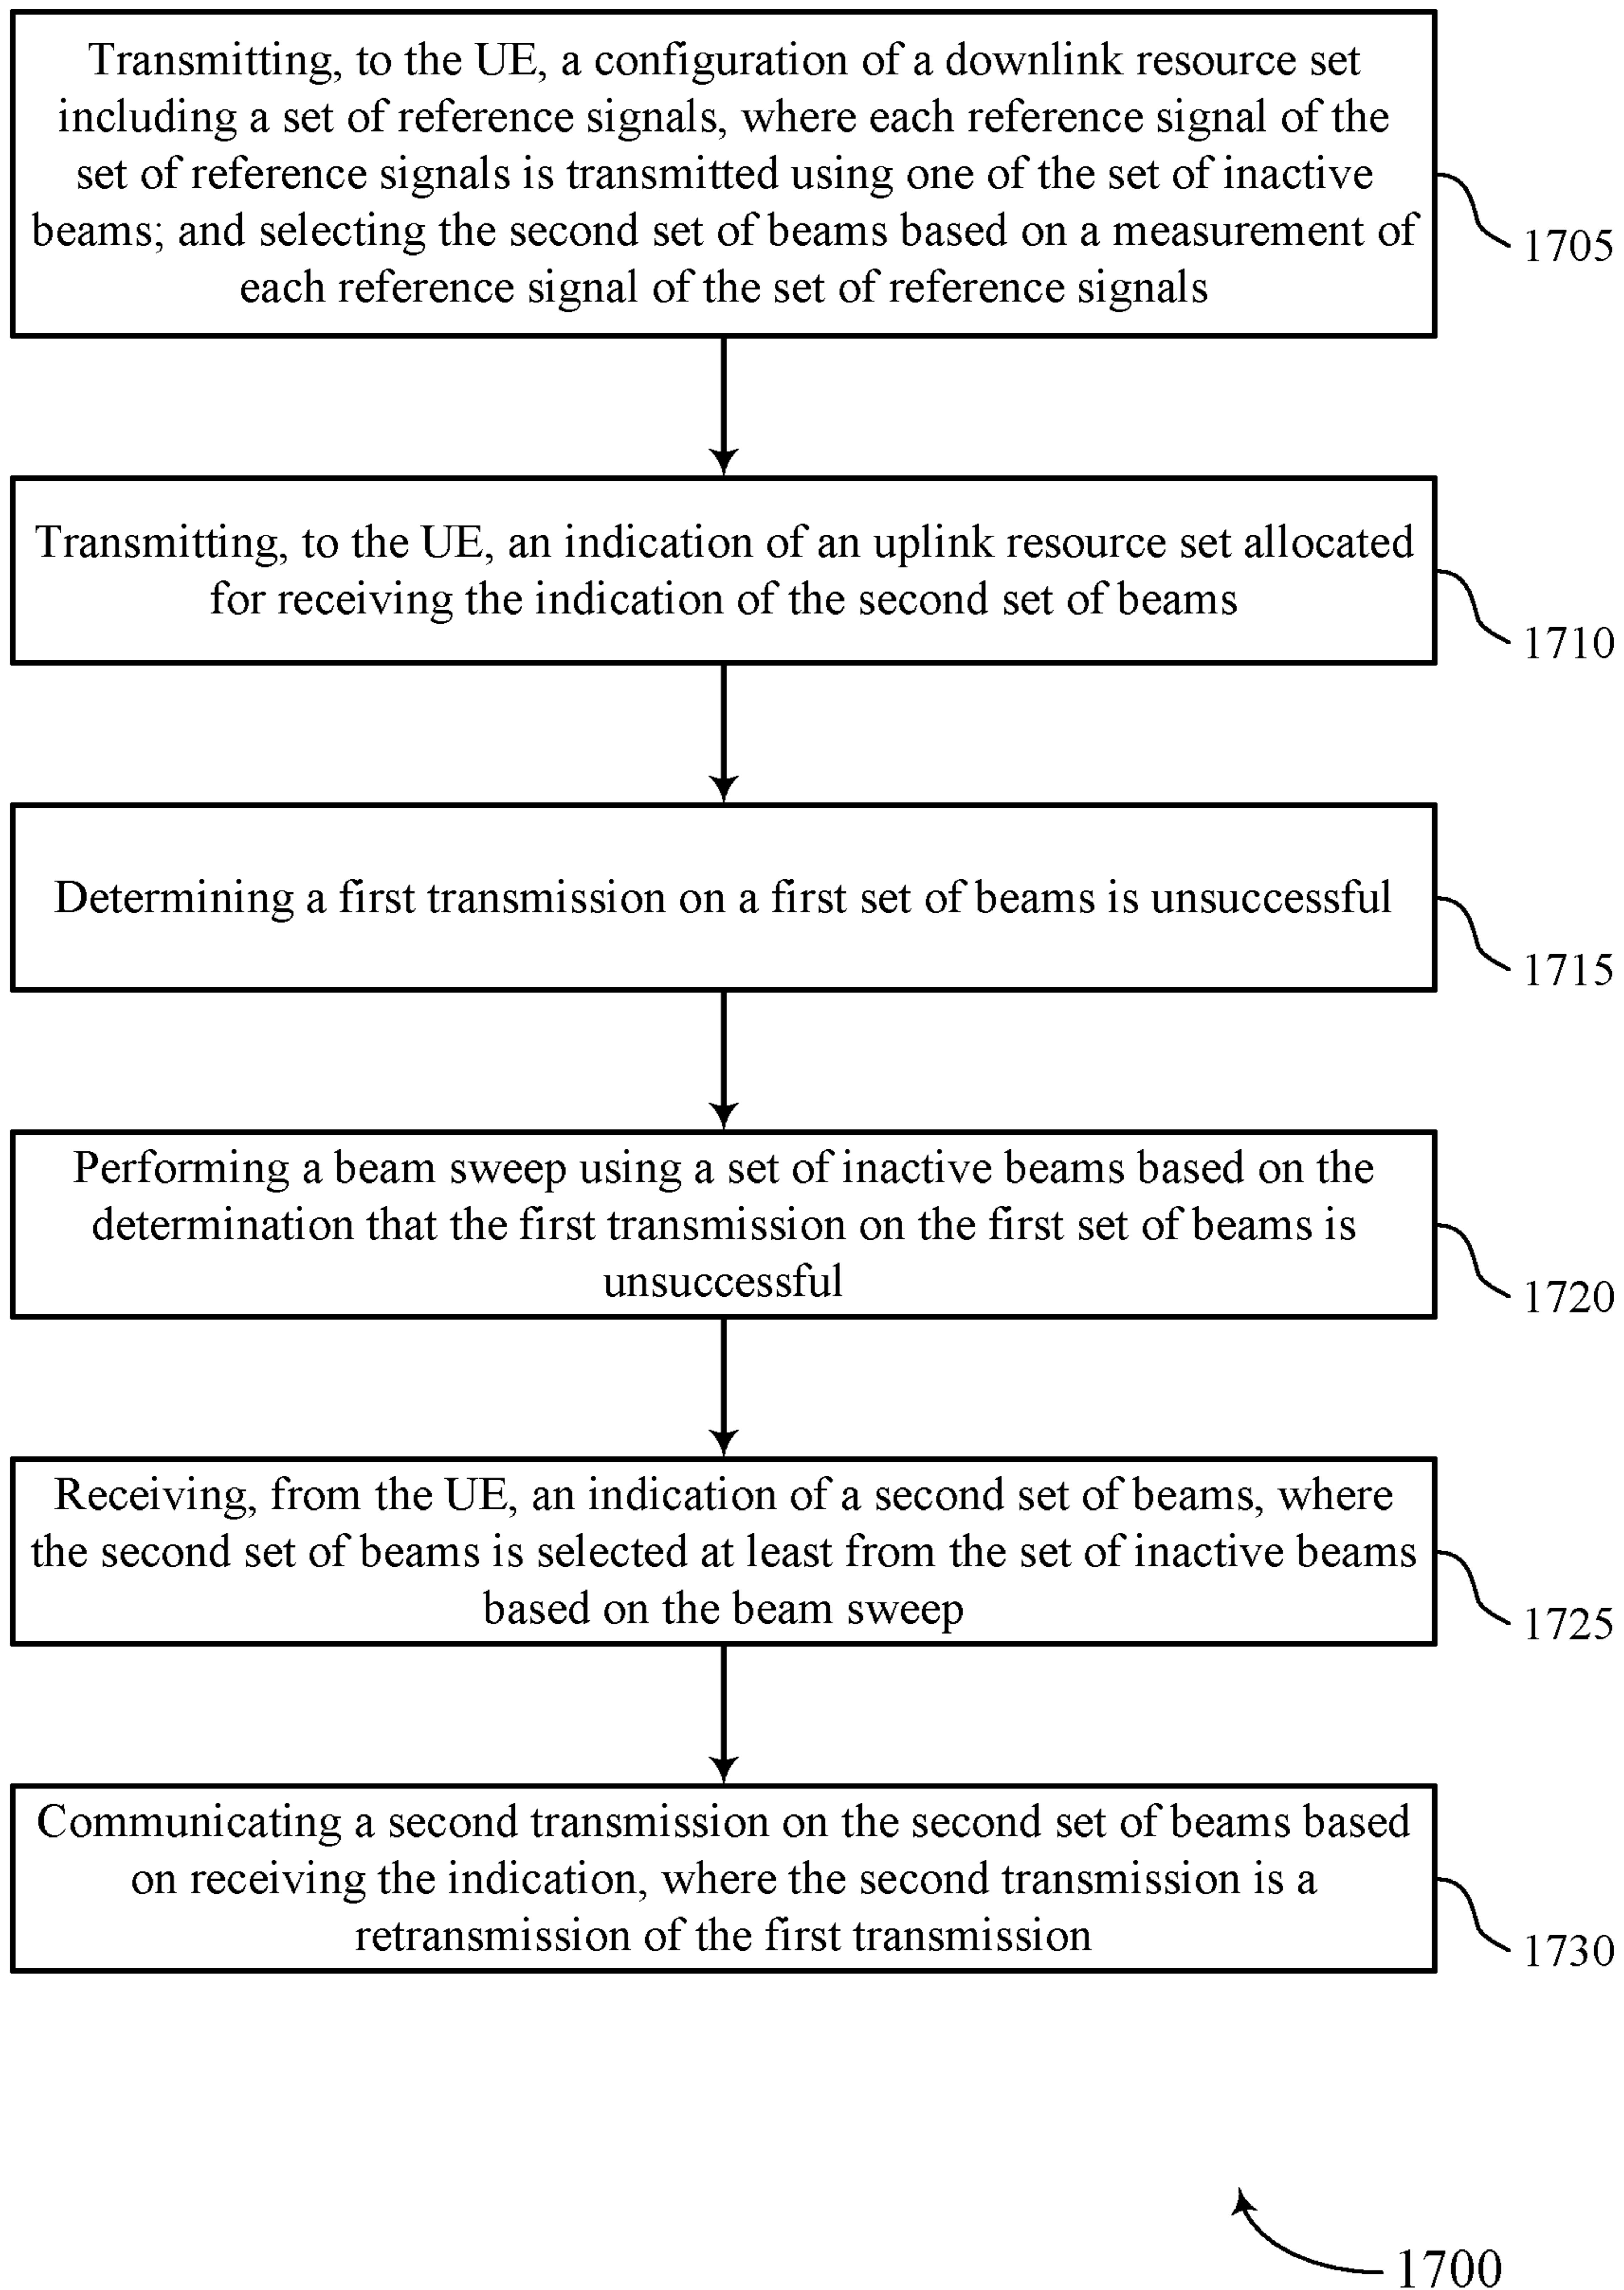 Transmitting, to the UE, a configuration of a downlink resource set
including a set of reference signals, where each reference signal of the
set of reference signals is transmitted using one of the set of inactive
beams; and selecting the second set of beams based on a measurement of
each reference signal of the set of reference signals
1705
Transmitting, to the UE, an indication of an uplink resource set allocated
for receiving the indication of the second set of beams
1710
Determining a first transmission on a first set of beams is unsuccessful
1715
Performing a beam sweep using a set of inactive beams based on the
determination that the first transmission on the first set of beams is
unsuccessful
1720
Receiving, from the UE, an indication of a second set of beams, where
the second set of beams is selected at least from the set of inactive beams
based on the beam sweep
1725
Communicating a second transmission on the second set of beams based
on receiving the indication, where the second transmission is a
retransmission of the first transmission
1730
1700